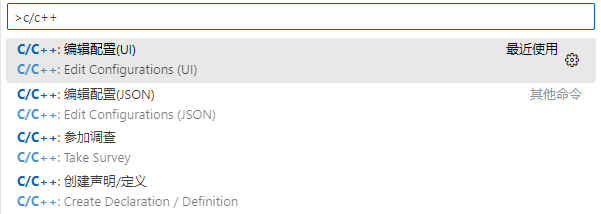 >c/c++
C/C++: 编辑配置(UI) 最近使用
C/C++: Edit Configurations (UI)
C/C++: 编辑配置(JSON) 其他命令
C/C++: Edit Configurations (JSON)
C/C++: 参加调查
C/C++: Take Survey
C/C++: 创建声明/定义
C/C++: Create Declaration / Definition